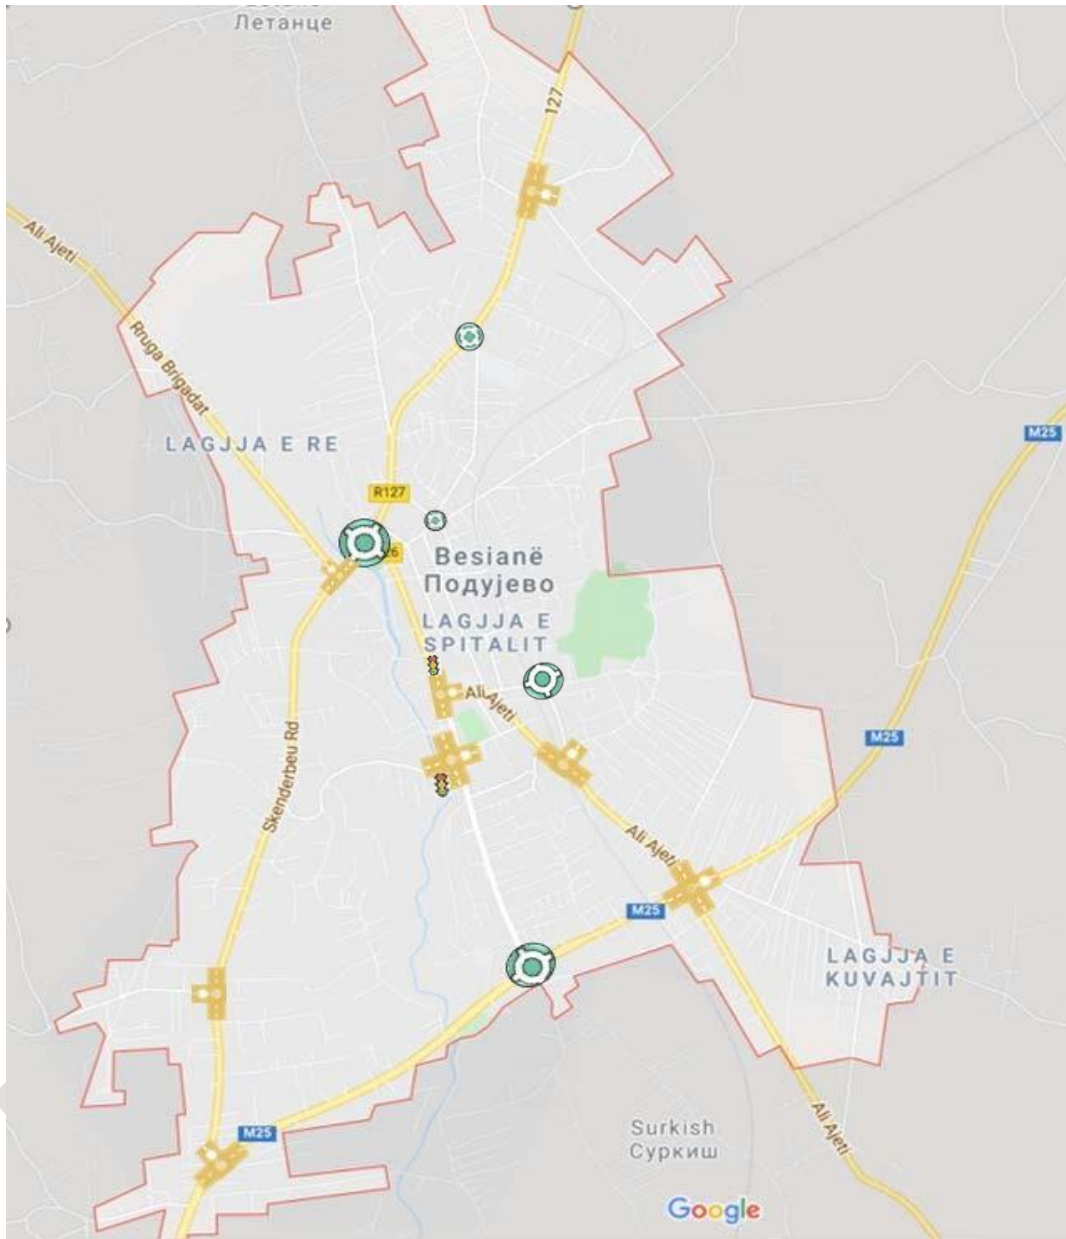 Летанце
127
Ali Ajeti
Rruga Brigadat
LAGJJA E RE
M25
R127
Besianë
Подујево
LAGJJA E
SPITALIT
Ali Ajeti
M25
Skenderbeu Rd
Ali Ajeti
M25
LAGJJA E
KUVAJTIT
M25
Ali Ajeti
Surkish
Суркиш
Google